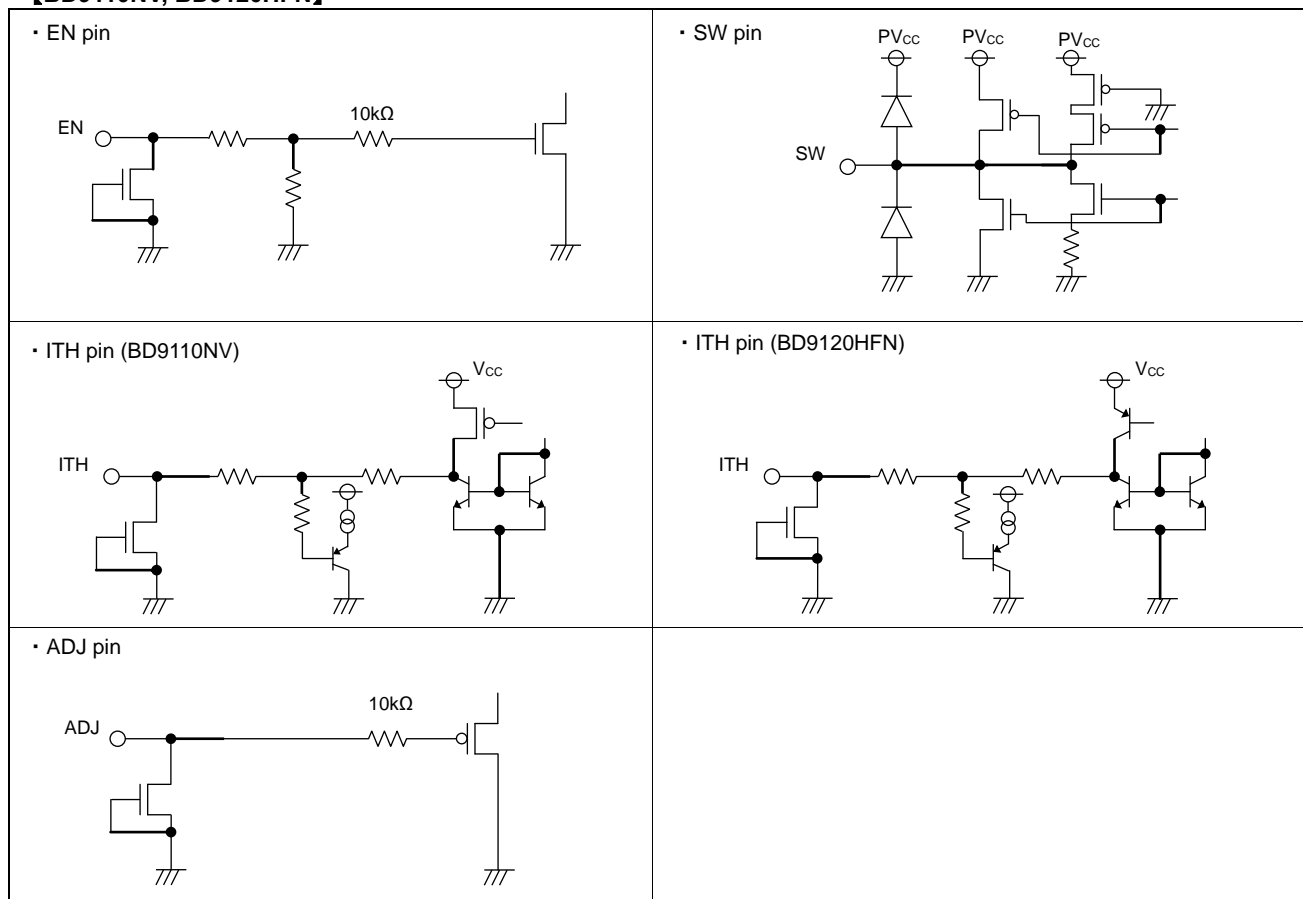 ・EN pin
EN
10kΩ
・SW pin
PVCC PVCC PVCC
SW
・ITH pin (BD9110NV)
VCC
ITH
・ITH pin (BD9120HFN)
VCC
ITH
・ADJ pin
10kΩ
ADJ